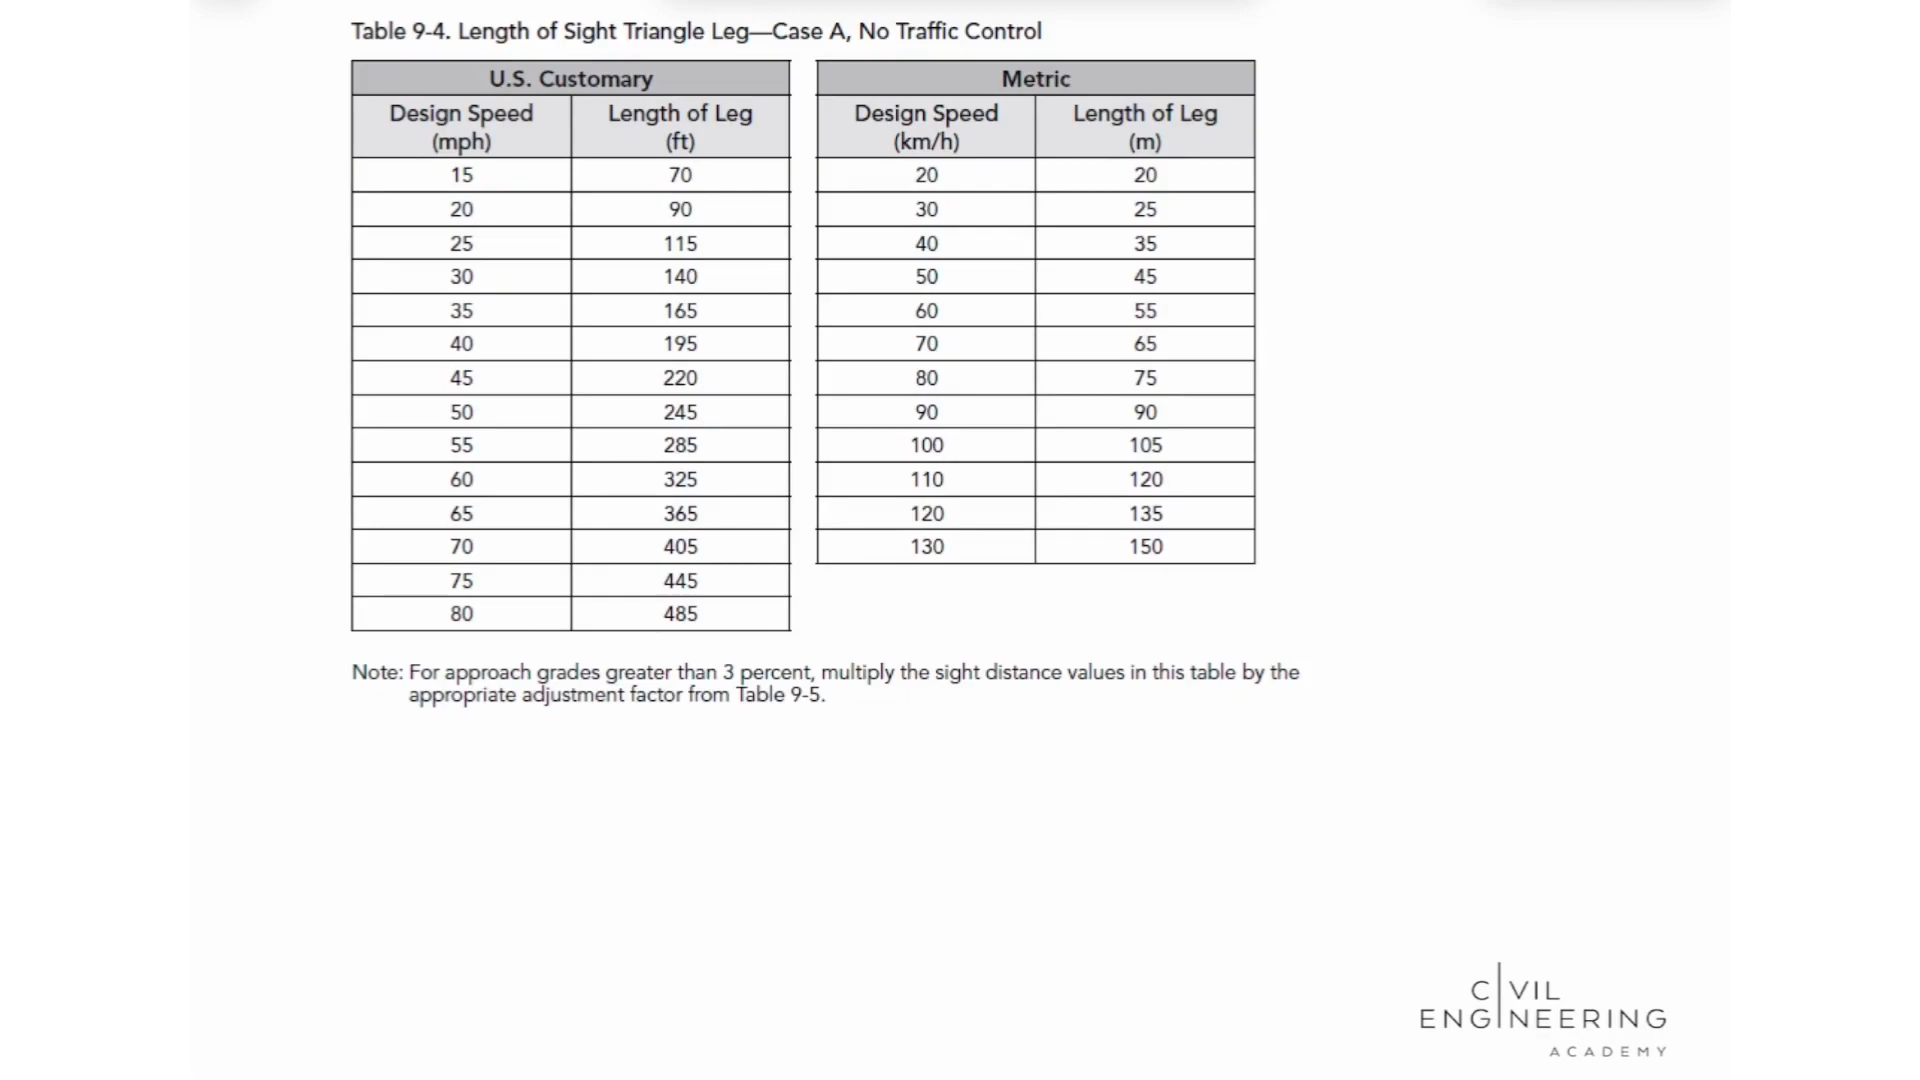 Table 9-4. Length of Sight Triangle Leg—Case A, No Traffic Control
U.S. Customary
Design Speed (mph) Length of Leg (ft)
15 70
20 90
25 115
30 140
35 165
40 195
45 220
50 245
55 285
60 325
65 365
70 405
75 445
80 485
Metric
Design Speed (km/h) Length of Leg (m)
20 20
30 25
40 35
50 45
60 55
70 65
80 75
90 90
100 105
110 120
120 135
130 150
Note: For approach grades greater than 3 percent, multiply the sight distance values in this table by the
appropriate adjustment factor from Table 9-5.
CIVIL
ENGINEERING
ACADEMY